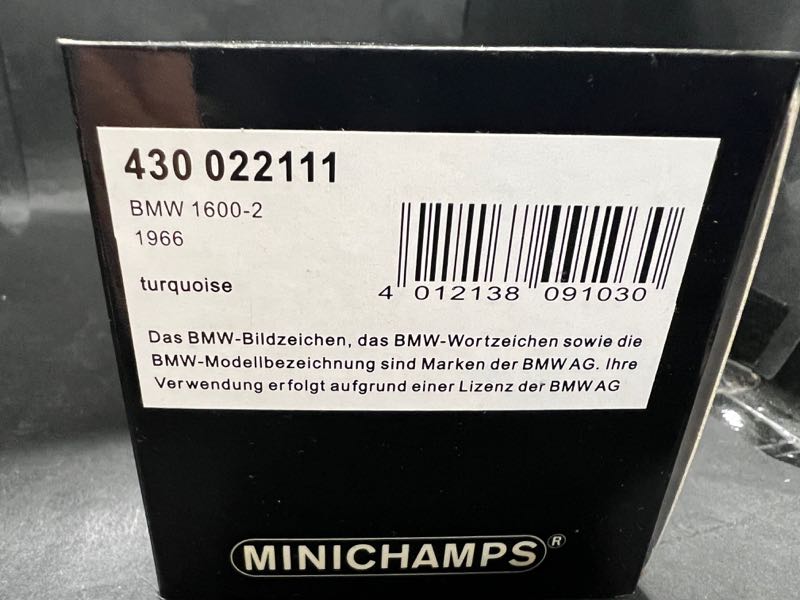 430 022111
BMW 1600-2
1966
turquoise
4 012138 091030
Das BMW-Bildzeichen, das BMW-Wortzeichen sowie die
BMW-Modellbezeichnung sind Marken der BMW AG. Ihre
Verwendung erfolgt aufgrund einer Lizenz der BMW AG
MINICHAMPS®